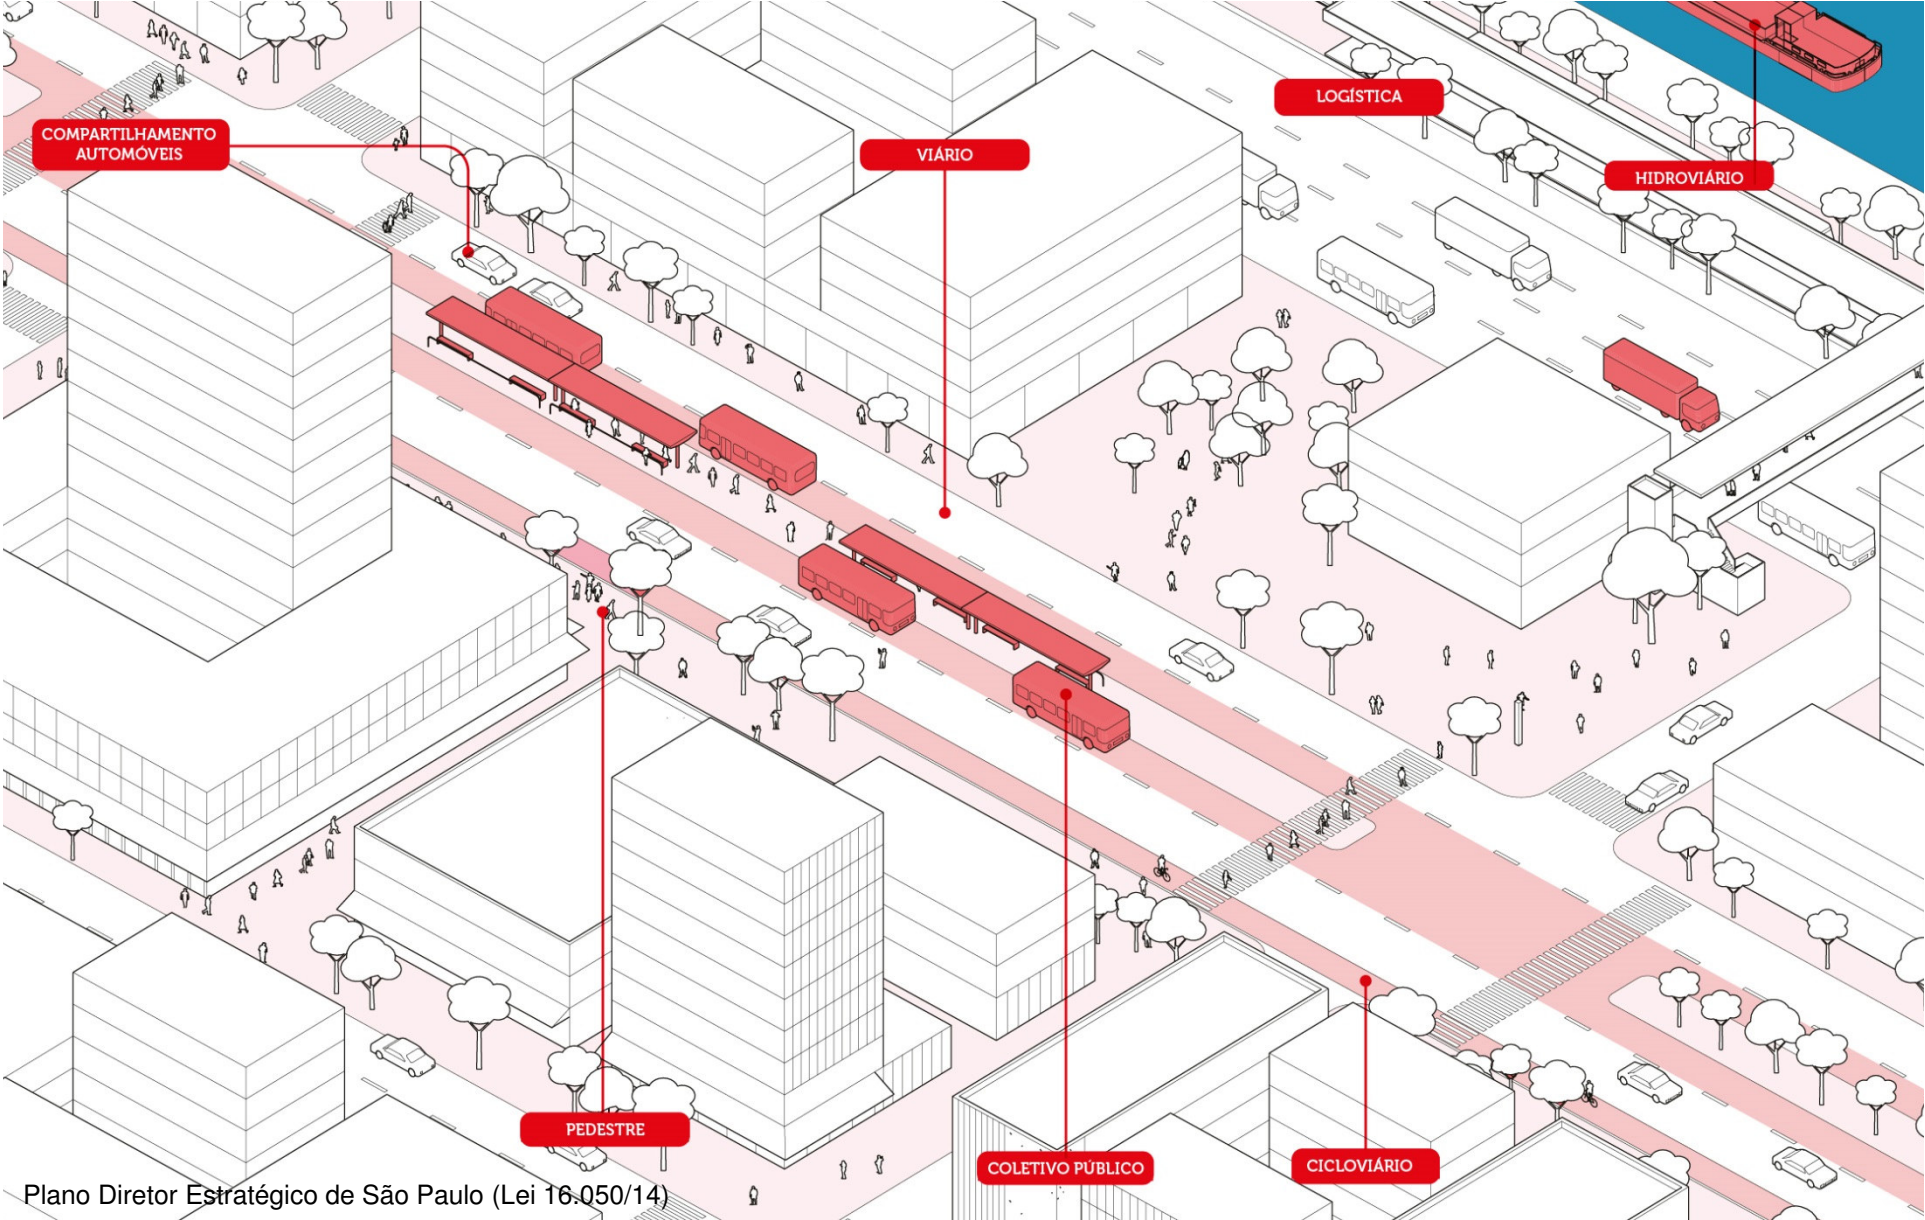 LOGÍSTICA
COMPARTILHAMENTO
AUTOMÓVEIS
VIÁRIO
HIDROVIÁRIO
PEDESTRE
COLETIVO PÚBLICO
CICLOVIÁRIO
Plano Diretor Estratégico de São Paulo (Lei 16.050/14)